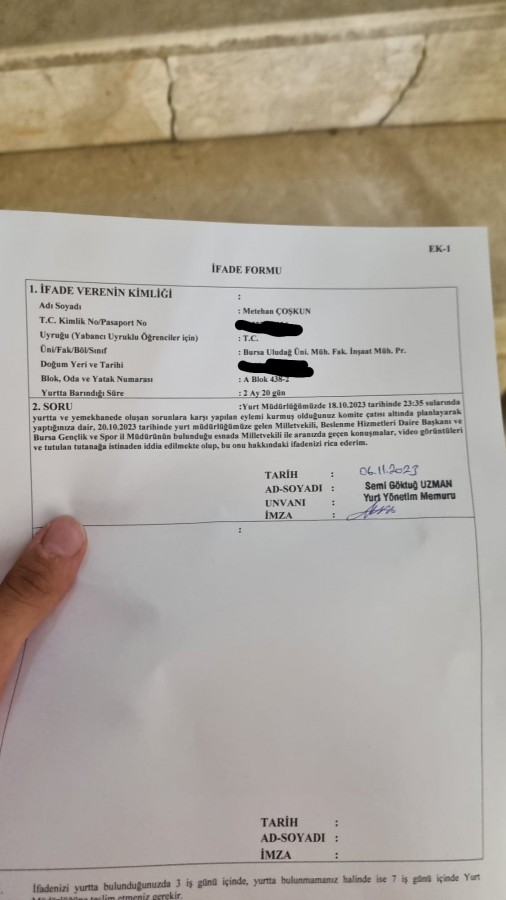 EK-1
İFADE FORMU
1. İFADE VERENİN KİMLİĞİ :
Adı Soyadı : Metehan ÇOŞKUN
T.C. Kimlik No/Pasaport No
Uyruğu (Yabancı Uyruklu Öğrenciler için) : T.C.
Üni/Fak/Böl/Sınıf : Bursa Uludağ Üni. Müh. Fak. İnşaat Müh. Pr.
Doğum Yeri ve Tarihi
Blok, Oda ve Yatak Numarası : A Blok 438-2
Yurtta Barındığı Süre : 2 Ay 20 gün
2. SORU :Yurt Müdürlüğümüzde 18.10.2023 tarihinde 23:35 sularında
yurtta ve yemekhanede oluşan sorunlara karşı yapılan eylemi kurmuş olduğunuz komite çatısı altında planlayarak
yaptığınıza dair, 20.10.2023 tarihinde yurt müdürlüğümüze gelen Milletvekili, Beslenme Hizmetleri Daire Başkanı ve
Bursa Gençlik ve Spor il Müdürünün bulunduğu esnada Milletvekili ile aranızda geçen konuşmalar, video görüntüleri
ve tutulan tutanağa istinaden iddia edilmekte olup, bu onu hakkındaki ifadenizi rica ederim.
TARİH : 06.11.2023
AD-SOYADI : Semi Göktuğ UZMAN
UNVANI : Yurt Yönetim Memuru
İMZA :
:
TARİH :
AD-SOYADI :
İMZA :
İfadenizi yurtta bulunduğunuzda 3 iş günü içinde, yurtta bulunmamanız halinde ise 7 iş günü içinde Yurt
Müdürlüğüne teslim etmeniz gerekir.